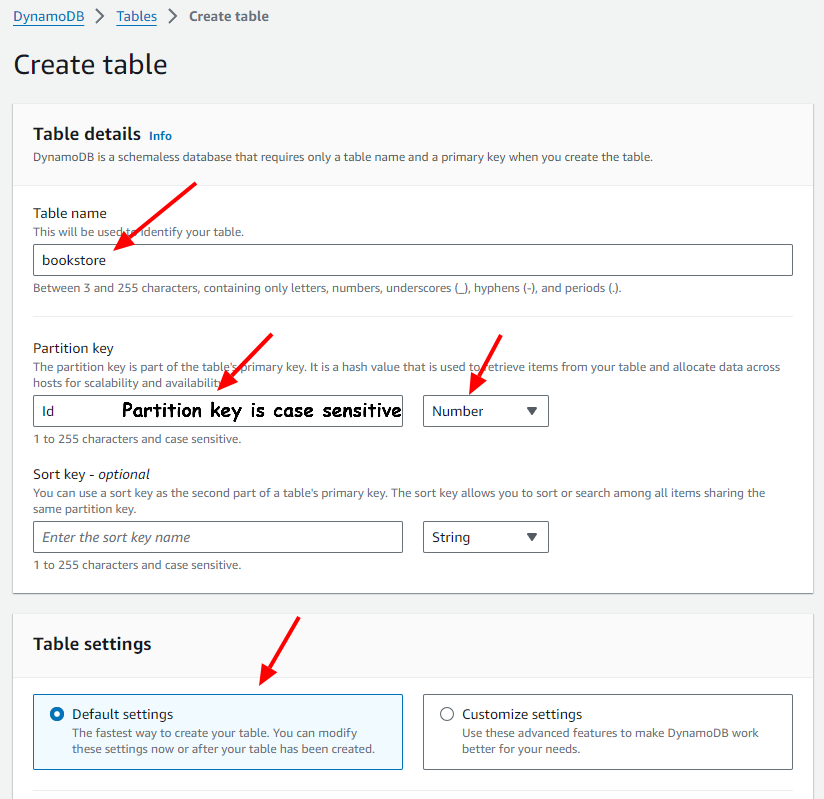 DynamoDB > Tables > Create table
Create table
Table details Info
DynamoDB is a schemaless database that requires only a table name and a primary key when you create the table.
Table name
This will be used to identify your table.
bookstore
Between 3 and 255 characters, containing only letters, numbers, underscores (_), hyphens (-), and periods (.).
Partition key
The partition key is part of the table's primary key. It is a hash value that is used to retrieve items from your table and allocate data across
hosts for scalability and availability.
Id Partition key is case sensitive Number
1 to 255 characters and case sensitive.
Sort key - optional
You can use a sort key as the second part of a table's primary key. The sort key allows you to sort or search among all items sharing the
same partition key.
Enter the sort key name String
1 to 255 characters and case sensitive.
Table settings
Default settings Customize settings
The fastest way to create your table. You can modify Use these advanced features to make DynamoDB work
these settings now or after your table has been created. better for your needs.